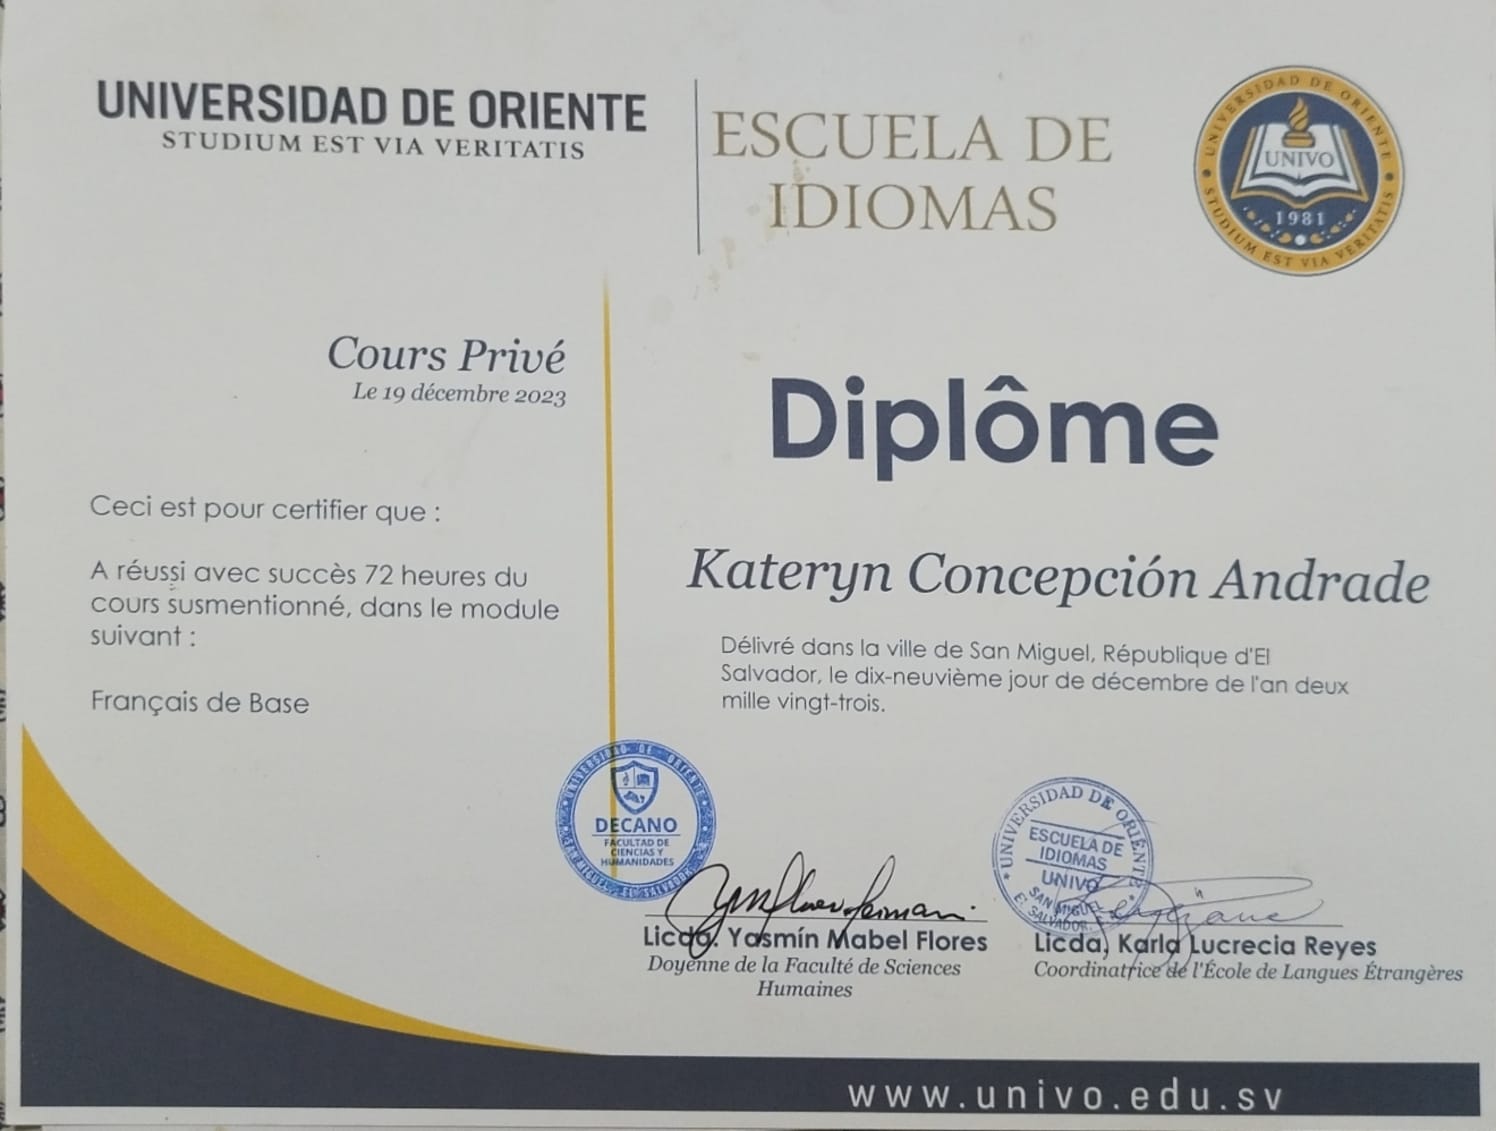 UNIVERSIDAD DE ORIENTE
STUDIUM EST VIA VERITATIS
ESCUELA DE
IDIOMAS
UNIVERSIDAD DE ORIENTE
UNIVO
1981
STUDIUM EST VIA VERITATIS
Cours Privé
Le 19 décembre 2023
Ceci est pour certifier que :
A réussi avec succès 72 heures du
cours susmentionné, dans le module
suivant :
Français de Base
Diplôme
Kateryn Concepción Andrade
Délivré dans la ville de San Miguel, République d'El
Salvador, le dix-neuvième jour de décembre de l'an deux
mille vingt-trois.
UNIVERSIDAD DE ORIENTE
DECANO
FACULTAD DE
CIENCIAS Y
HUMANIDADES
SAN MIGUEL, EL SALVADOR
Licda. Yasmín Mabel Flores
Doyenne de la Faculté de Sciences
Humaines
UNIVERSIDAD DE ORIENTE
ESCUELA DE
IDIOMAS
UNIVO
SAN MIGUEL
EL SALVADOR
Licda, Karla Lucrecia Reyes
Coordinatrice de l'École de Langues Étrangères
www.univo.edu.sv